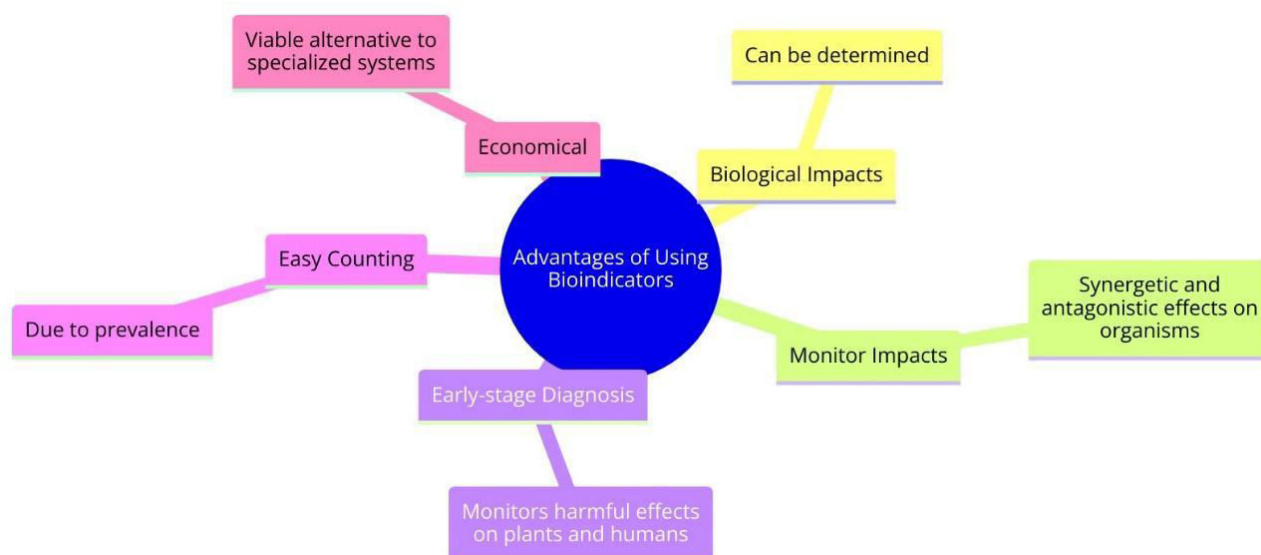 Viable alternative to
specialized systems
Economical
Can be determined
Biological Impacts
Advantages of Using
Bioindicators
Easy Counting
Due to prevalence
Synergetic and
antagonistic effects on
organisms
Monitor Impacts
Early-stage Diagnosis
Monitors harmful effects
on plants and humans